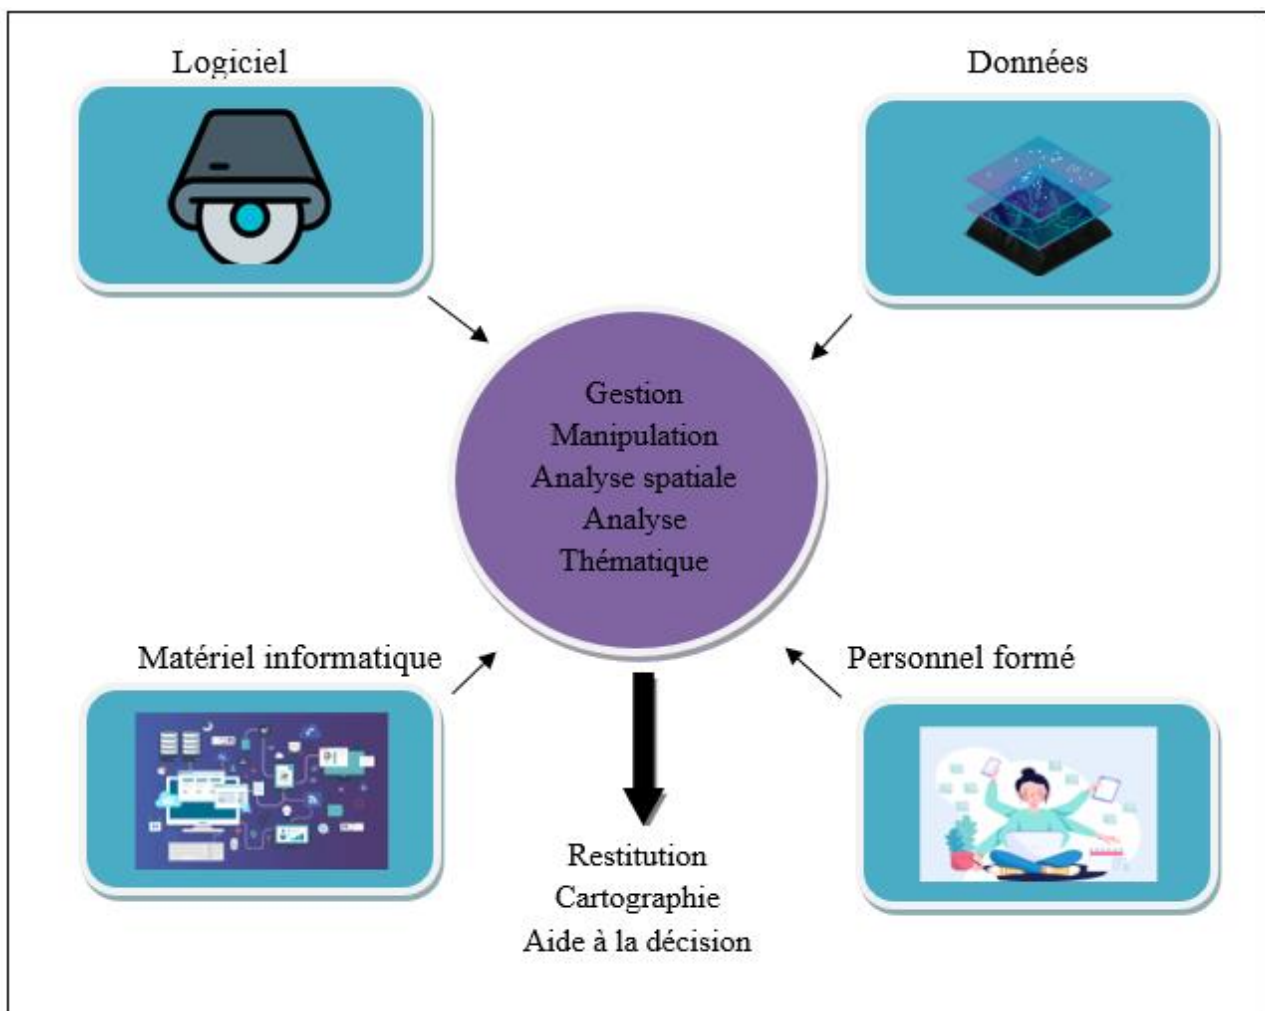 Logiciel
Données
Gestion
Manipulation
Analyse spatiale
Analyse
Thématique
Matériel informatique
Personnel formé
Restitution
Cartographie
Aide à la décision